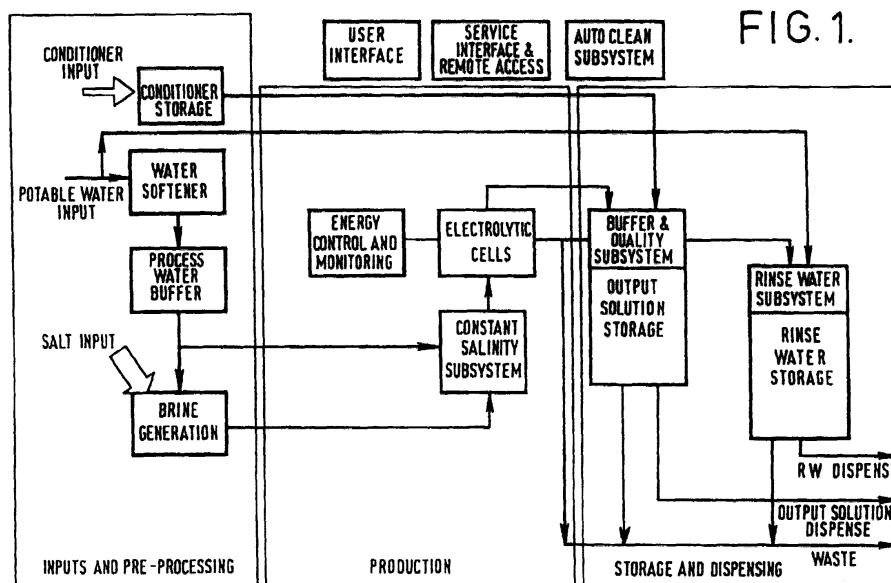 FIG. 1.
USER
INTERFACE
SERVICE
INTERFACE &
REMOTE ACCESS
AUTO CLEAN
SUBSYSTEM
CONDITIONER
INPUT
CONDITIONER
STORAGE
POTABLE WATER
INPUT
WATER
SOFTENER
PROCESS
WATER
BUFFER
SALT INPUT
BRINE
GENERATION
ENERGY
CONTROL AND
MONITORING
ELECTROLYTIC
CELLS
CONSTANT
SALINITY
SUBSYSTEM
BUFFER &
QUALITY
SUBSYSTEM
OUTPUT
SOLUTION
STORAGE
RINSE WATER
SUBSYSTEM
RINSE
WATER
STORAGE
RW DISPENS
OUTPUT SOLUTION
DISPENSE
WASTE
INPUTS AND PRE-PROCESSING
PRODUCTION
STORAGE AND DISPENSING